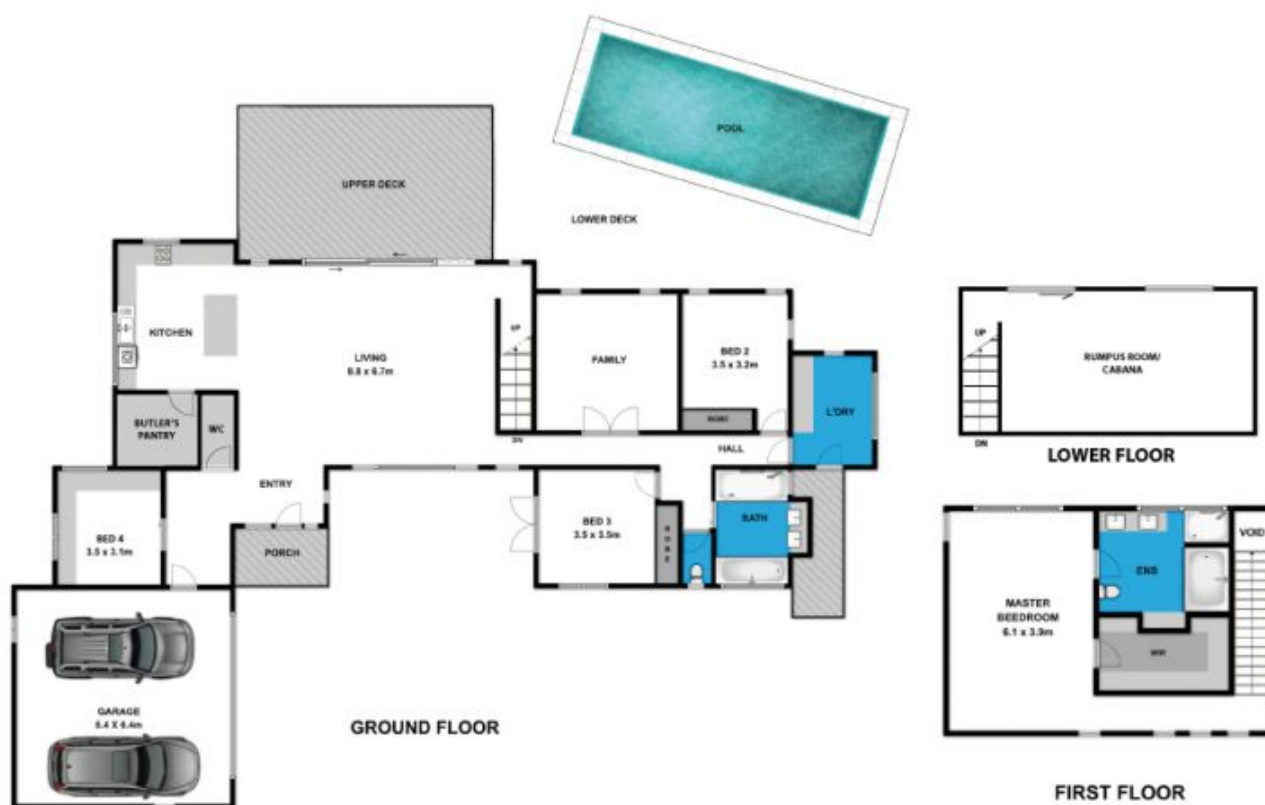 POOL
UPPER DECK
LOWER DECK
KITCHEN
LIVING
8.8 x 6.7m
UP
FAMILY
BED 2
3.5 x 3.2m
ROBE
L'DRY
BUTLER'S
PANTRY
WC
DN
HALL
ENTRY
BED 4
3.5 x 3.1m
PORCH
BED 3
3.5 x 3.5m
ROBE
BATH
GARAGE
6.4m
GROUND FLOOR
UP
RUMPUS ROOM/
CABANA
DN
LOWER FLOOR
VOID
ENS
MASTER
BEEDROOM
6.1 x 3.9m
WIR
FIRST FLOOR